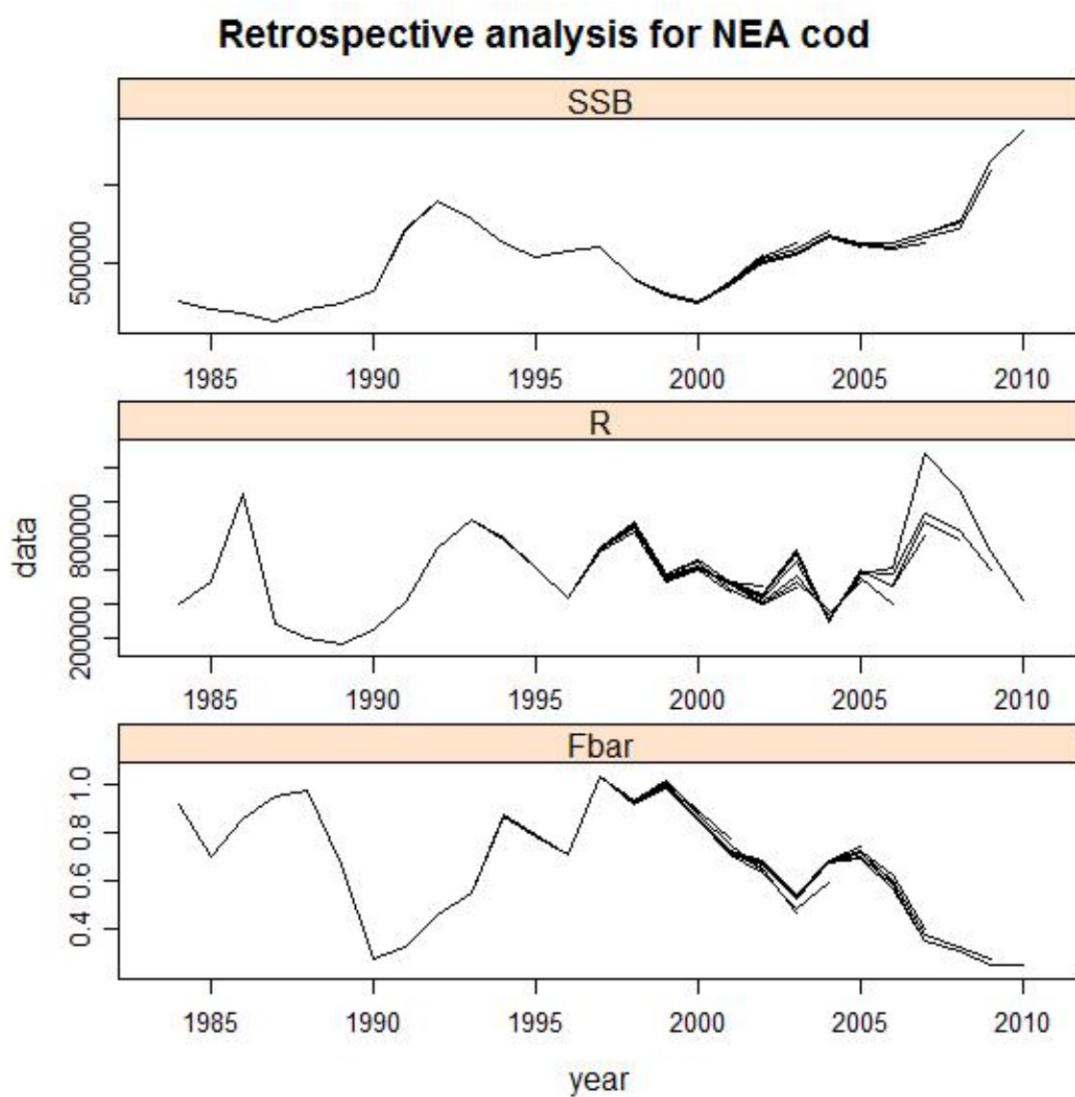 Retrospective analysis for NEA cod
SSB
500000
1985 1990 1995 2000 2005 2010
R
200000 800000
1985 1990 1995 2000 2005 2010
Fbar
0.4 0.6 0.8 1.0
1985 1990 1995 2000 2005 2010
data
year